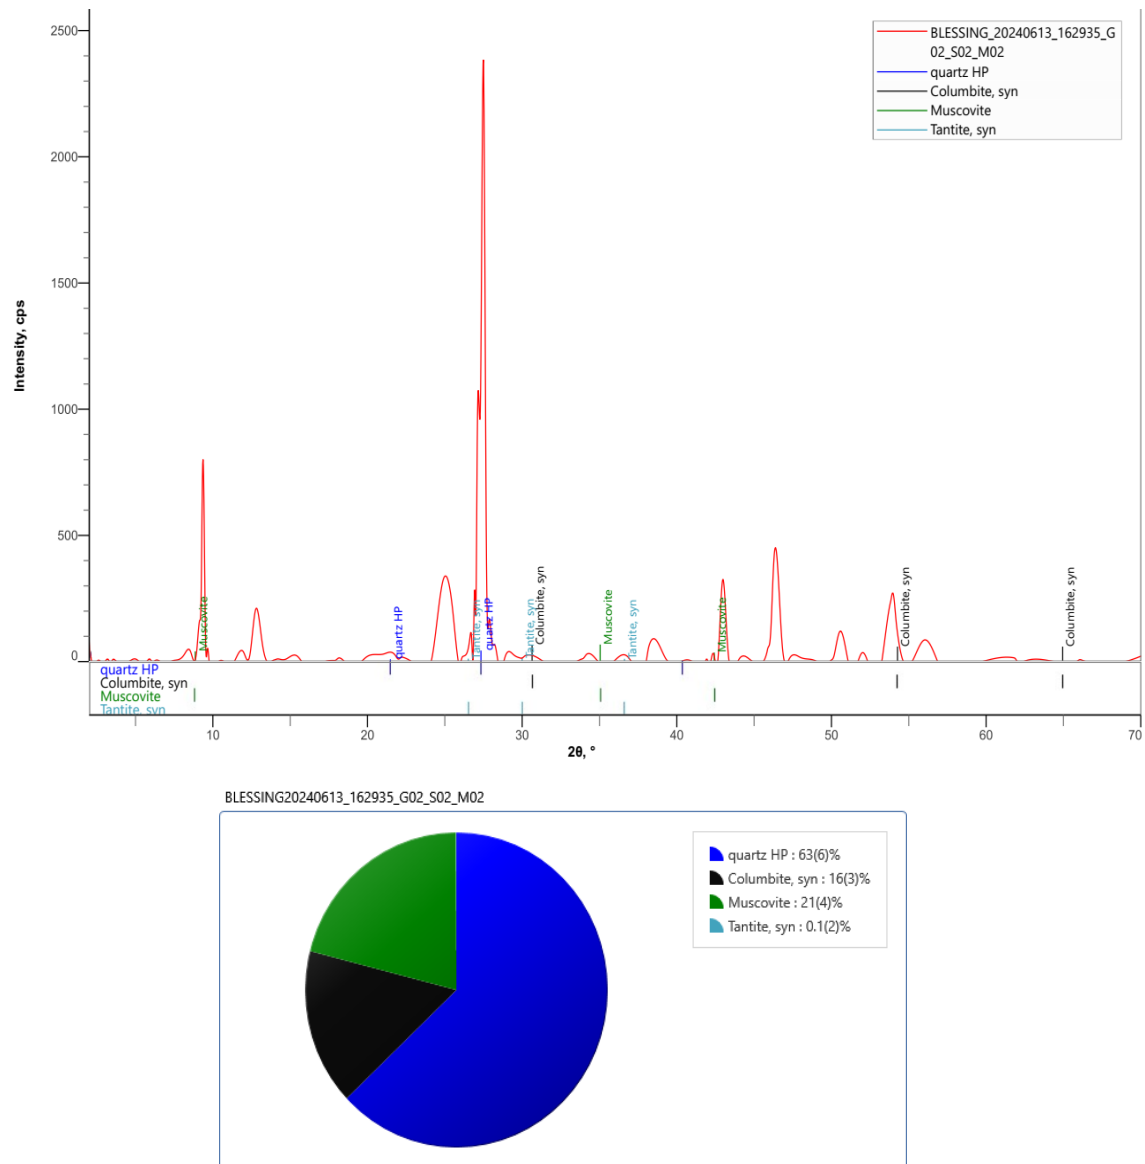 2500
2000
1500
1000
500
0
Intensity, cps
BLESSING_20240613_162935_G
02_S02_M02
quartz HP
Columbite, syn
Muscovite
Tantite, syn
Muscovite
quartz HP
Tantite, syn
quartz HP
Tantite, syn
Columbite, syn
Muscovite
Tantite, syn
Muscovite
Columbite, syn
Columbite, syn
quartz HP
Columbite, syn
Muscovite
Tantite, syn
10
20
30
40
50
60
70
2θ, °
BLESSING20240613_162935_G02_S02_M02
quartz HP : 63(6)%
Columbite, syn : 16(3)%
Muscovite : 21(4)%
Tantite, syn : 0.1(2)%